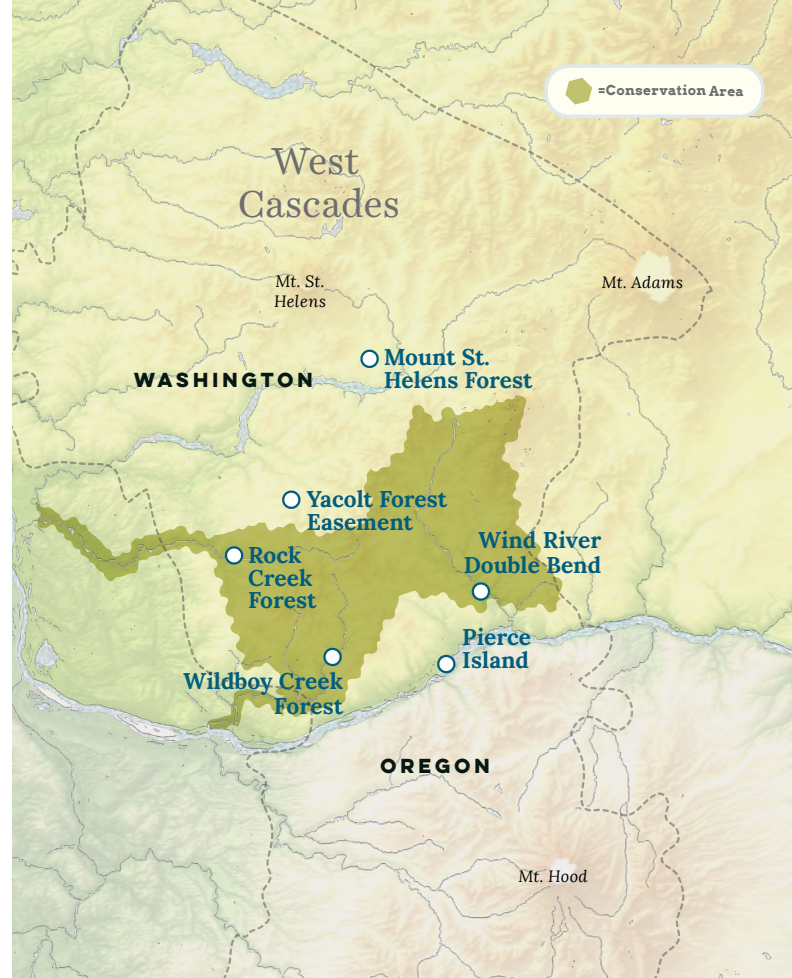 =Conservation Area
West
Cascades
Mt. St.
Helens
Mt. Adams
Mount St.
Helens Forest
WASHINGTON
Yacolt Forest
Easement
Wind River
Double Bend
Rock
Creek
Forest
Pierce
Island
Wildboy Creek
Forest
OREGON
Mt. Hood